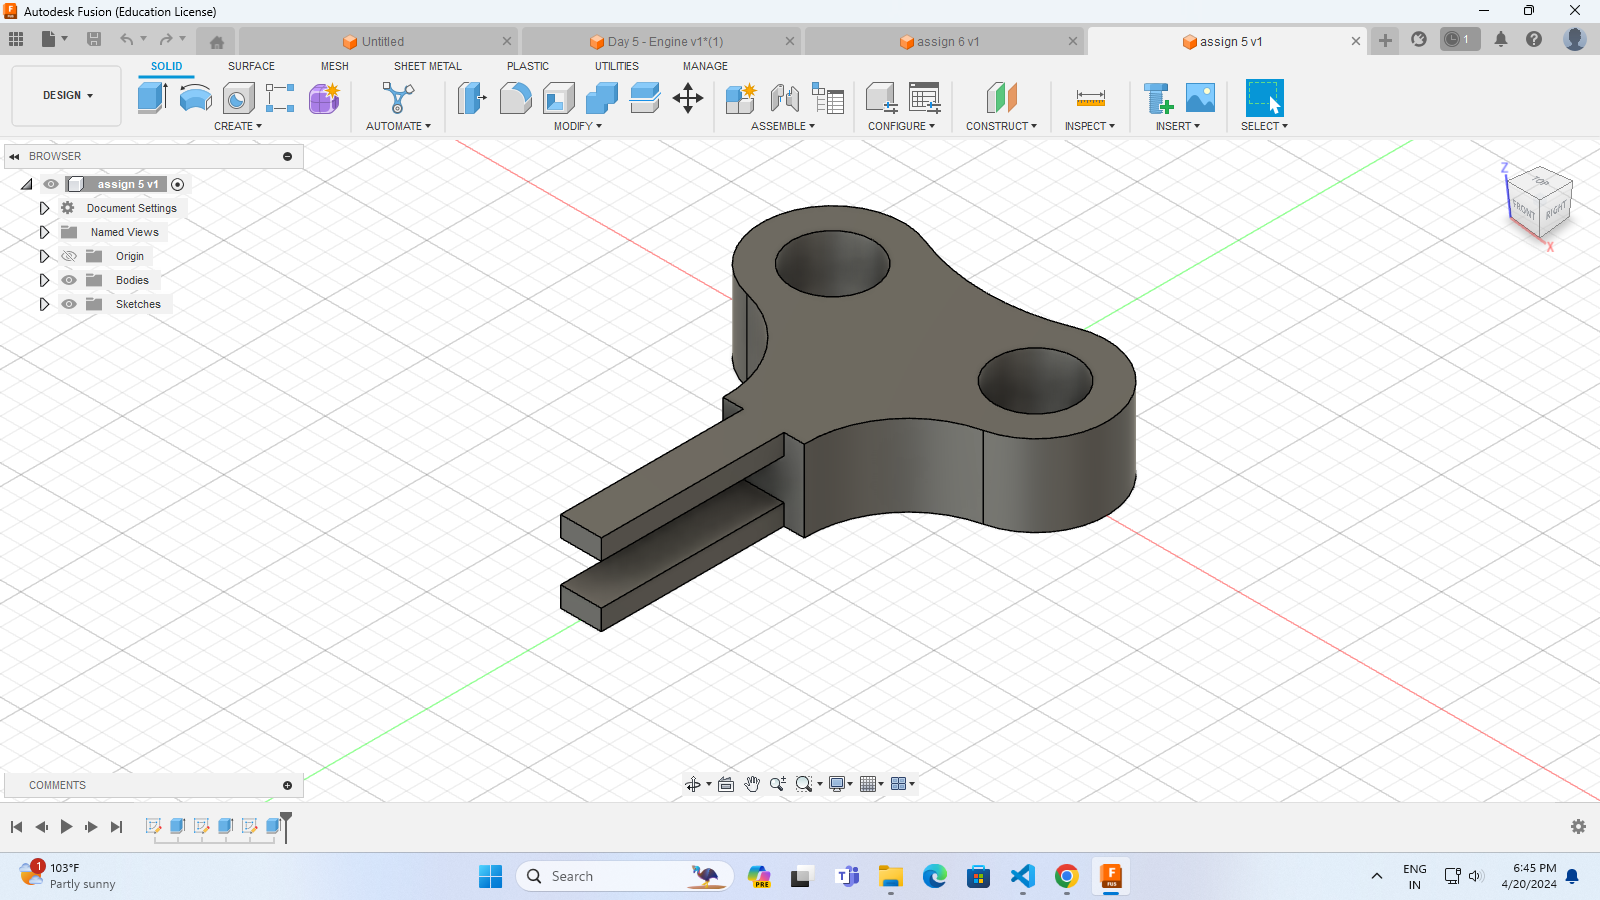 Autodesk Fusion (Education License)
Untitled
Day 5 - Engine v1*(1)
assign 6 v1
assign 5 v1
1
SOLID
SURFACE
MESH
SHEET METAL
PLASTIC
UTILITIES
MANAGE
DESIGN
CREATE
AUTOMATE
MODIFY
ASSEMBLE
CONFIGURE
CONSTRUCT
INSPECT
INSERT
SELECT
BROWSER
assign 5 v1
Document Settings
Named Views
Origin
Bodies
Sketches
Z
TOP
FRONT
RIGHT
X
COMMENTS
1
103°F
Partly sunny
Search
PRE
T
F
FUS
ENG
IN
6:45 PM
4/20/2024